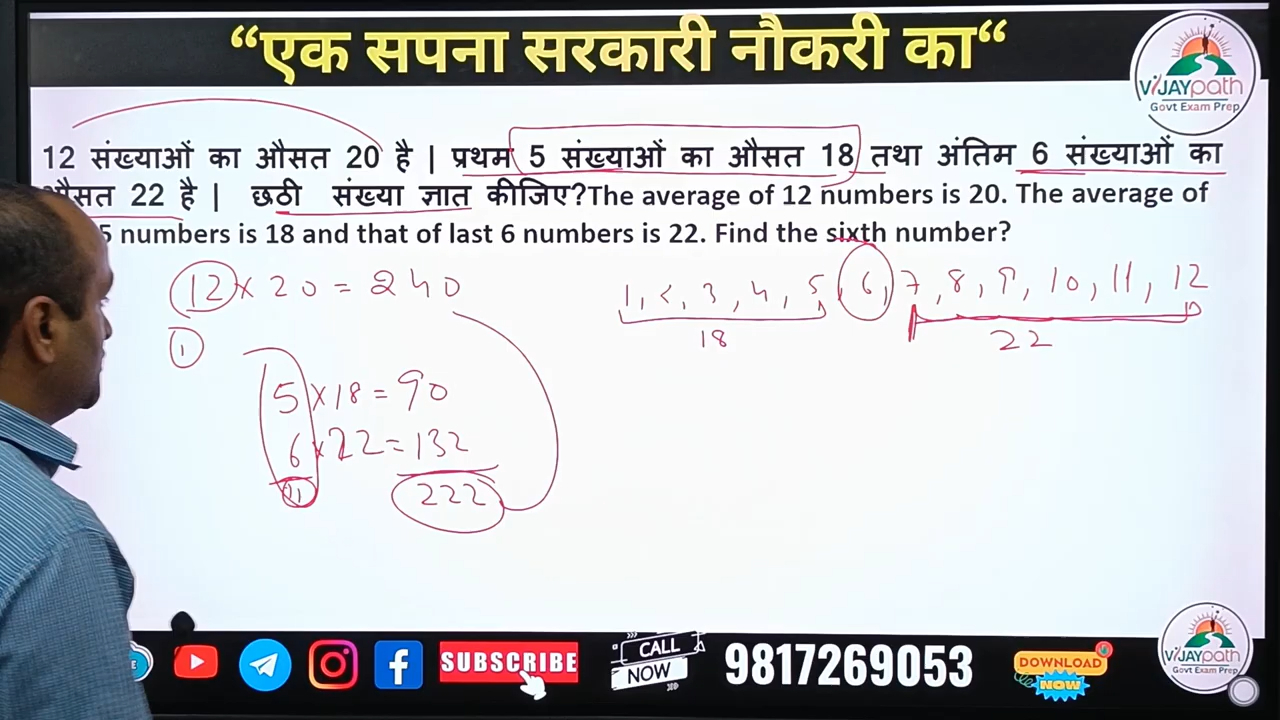 “एक सपना सरकारी नौकरी का“
ViJAYpath
Govt Exam Prep
12 संख्याओं का औसत 20 है | प्रथम 5 संख्याओं का औसत 18 तथा अंतिम 6 संख्याओं का
औसत 22 है | छठी संख्या ज्ञात कीजिए?The average of 12 numbers is 20. The average of
5 numbers is 18 and that of last 6 numbers is 22. Find the sixth number?
12 × 20 = 240
1, 2, 3, 4, 5, 6, 7, 8, 9, 10, 11, 12
1
18
22
5 × 18 = 90
6 × 22 = 132
11
222
SUBSCRIBE
CALL
NOW
9817269053
DOWNLOAD
NOW
ViJAYpath
Govt Exam Prep